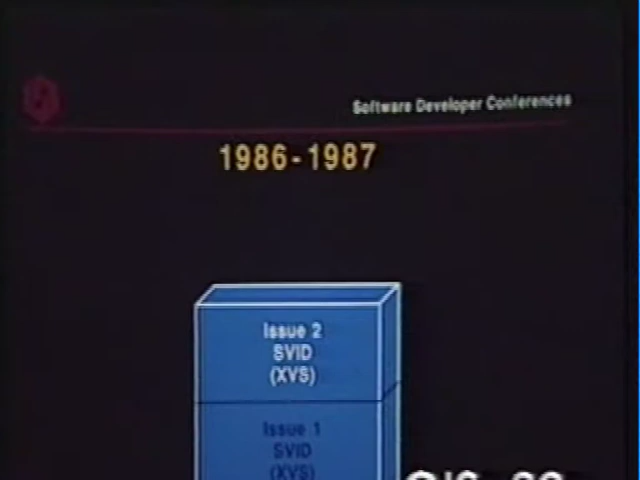 Software Developer Conferences
1986-1987
Issue 2
SVID
(XVS)
Issue 1
SVID
(XVS)